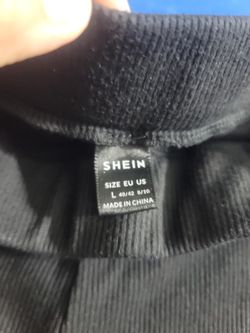 SHEIN
SIZE EU US
L 40/42 8/10
MADE IN CHINA